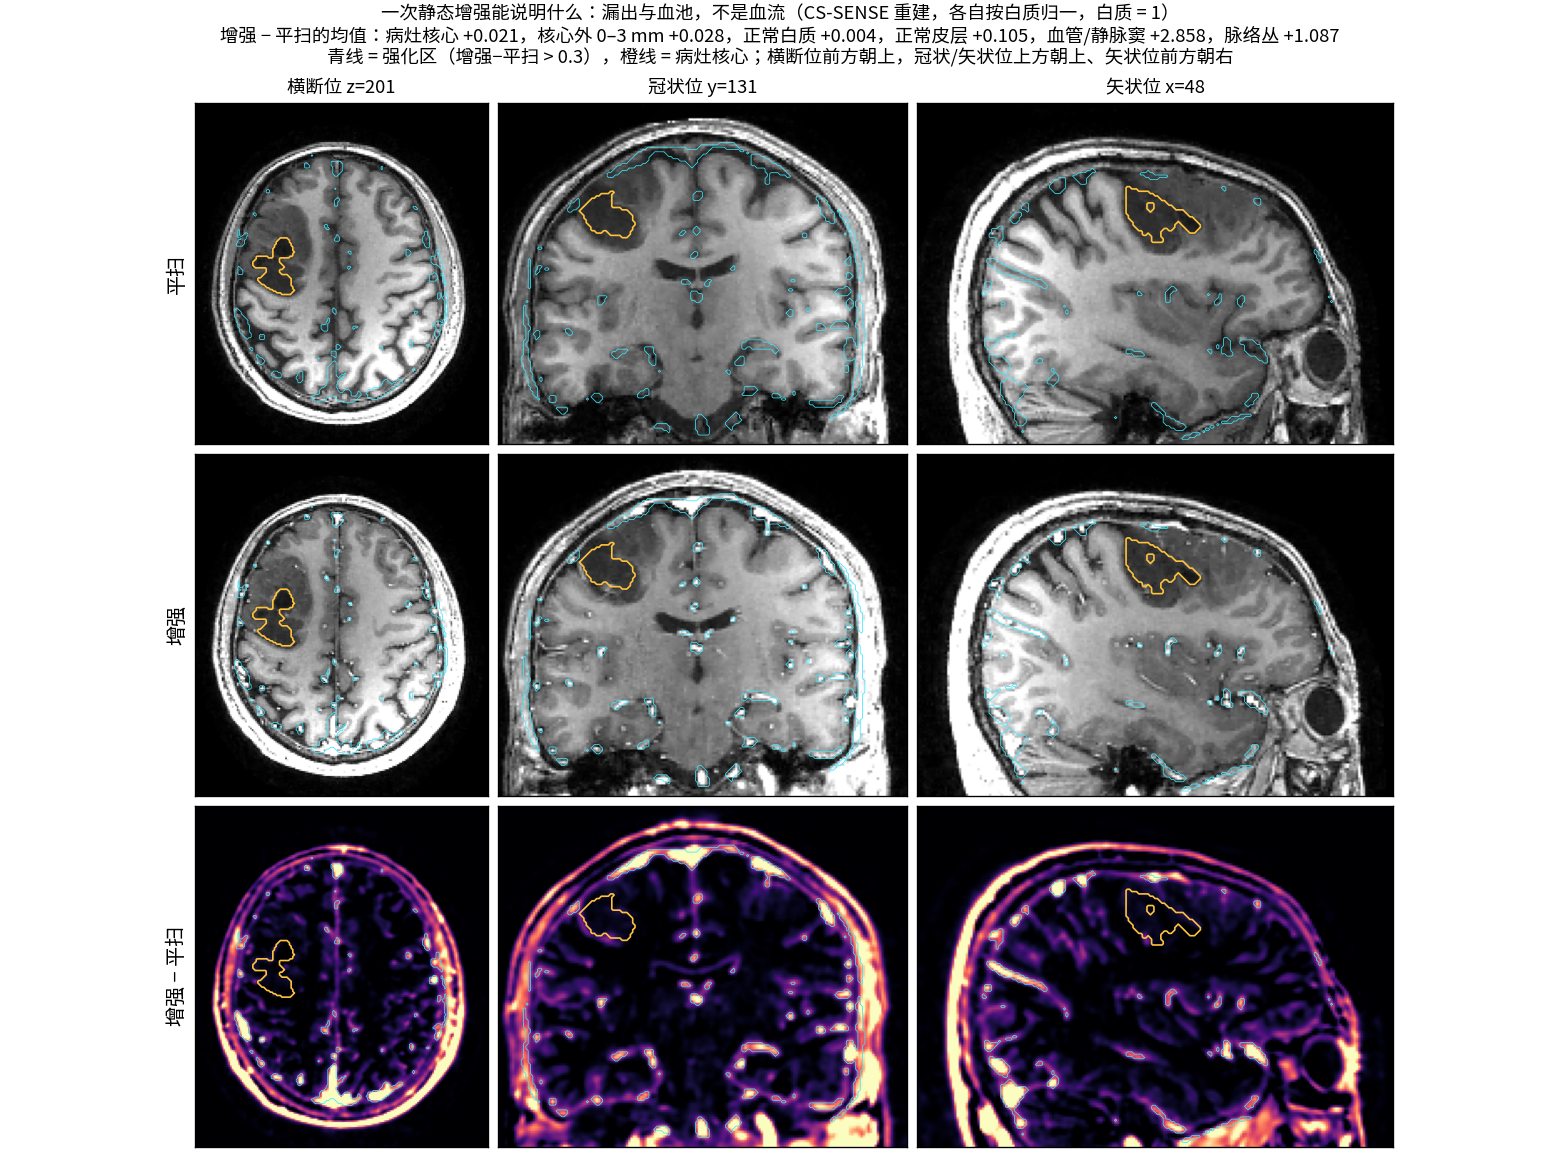 一次静态增强能说明什么：漏出与血池，不是血流（CS-SENSE 重建，各自按白质归一，白质 = 1）
增强 − 平扫的均值：病灶核心 +0.021，核心外 0–3 mm +0.028，正常白质 +0.004，正常皮层 +0.105，血管/静脉窦 +2.858，脉络丛 +1.087
青线 = 强化区（增强−平扫 > 0.3），橙线 = 病灶核心；横断位前方朝上，冠状/矢状位上方朝上、矢状位前方朝右
横断位 z=201
冠状位 y=131
矢状位 x=48
平扫
增强
增强 − 平扫